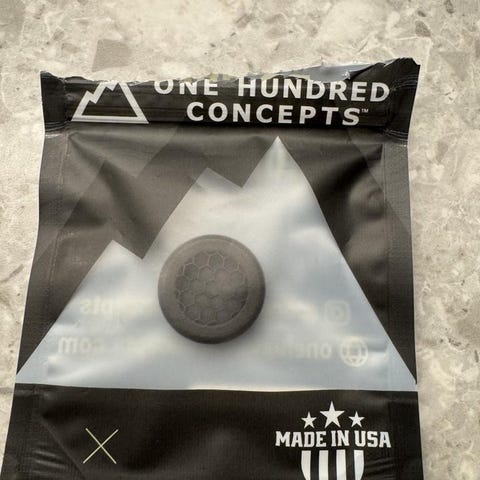 ONE HUNDRED
CONCEPTS™
MADE IN USA